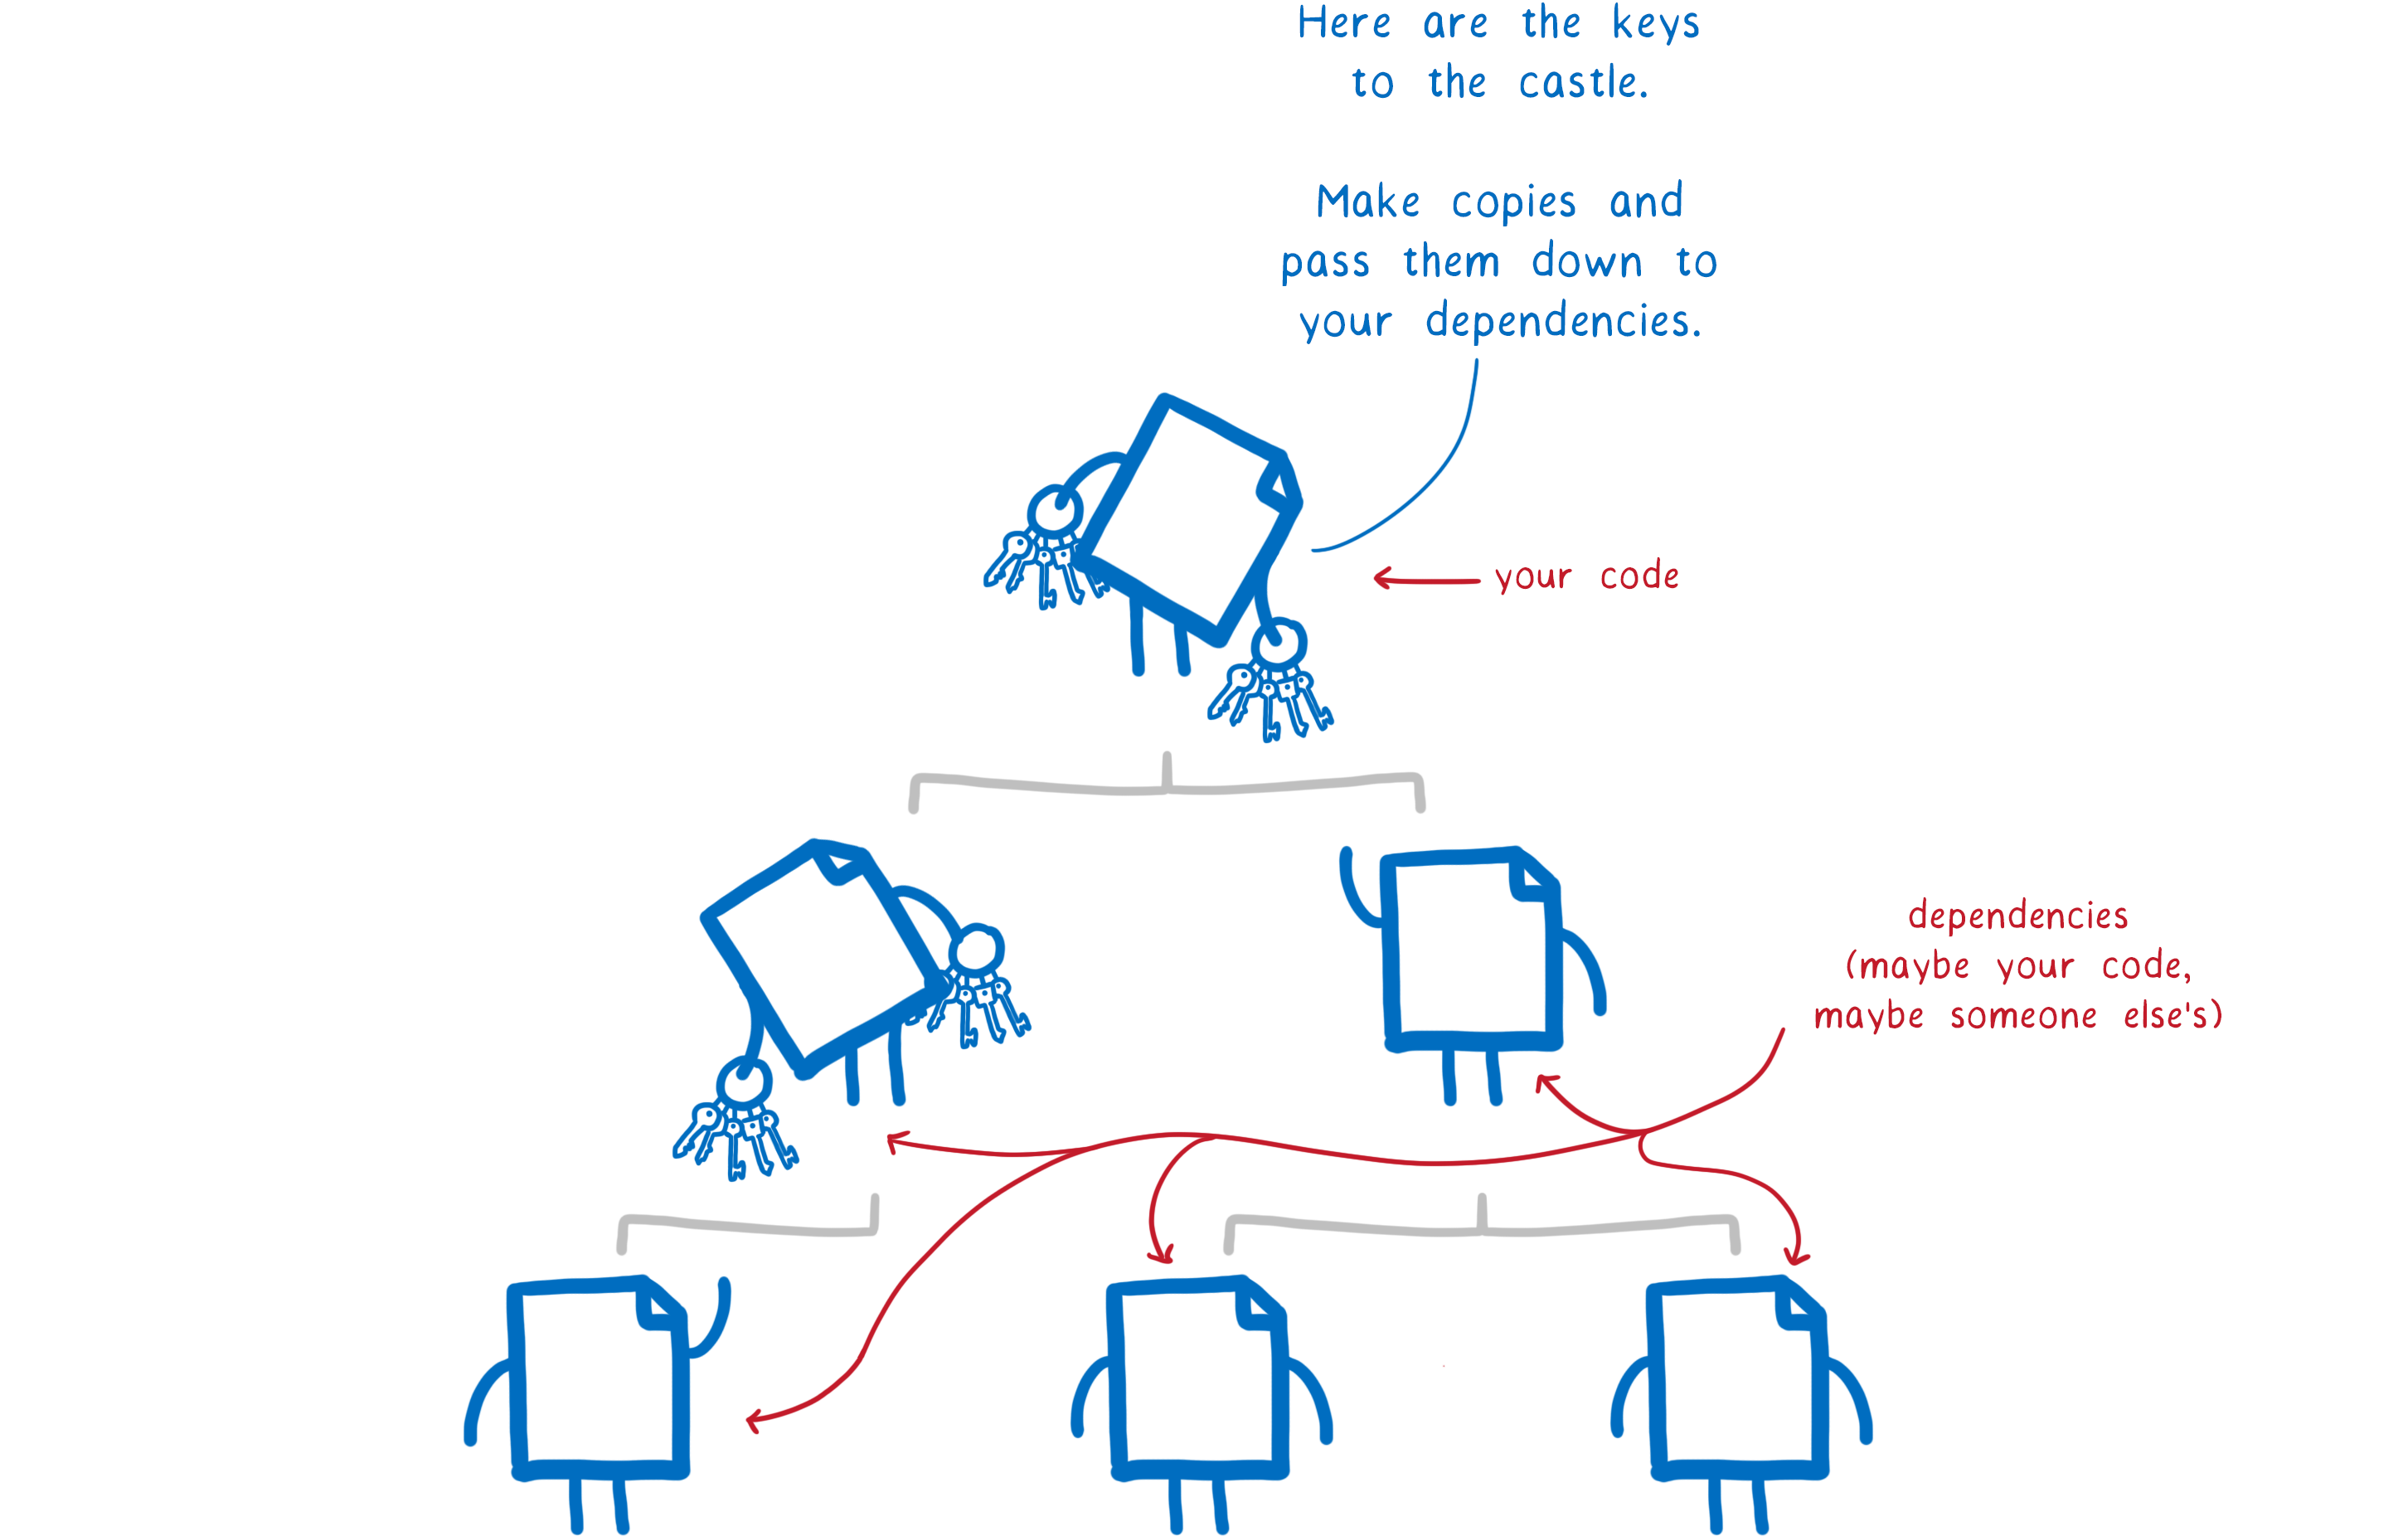 Here are the keys
to the castle.
Make copies and
pass them down to
your dependencies.
your code
dependencies
(maybe your code,
maybe someone else's)